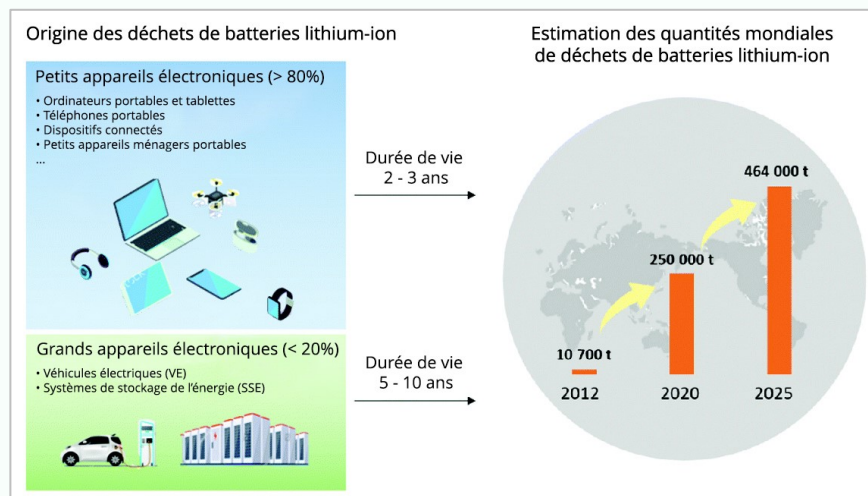 Origine des déchets de batteries lithium-ion
Petits appareils électroniques (> 80%)
• Ordinateurs portables et tablettes
• Téléphones portables
• Dispositifs connectés
• Petits appareils ménagers portables
...
Grands appareils électroniques (< 20%)
• Véhicules électriques (VE)
• Systèmes de stockage de l'énergie (SSE)
Durée de vie
2 - 3 ans
Durée de vie
5 - 10 ans
Estimation des quantités mondiales
de déchets de batteries lithium-ion
10 700 t
250 000 t
464 000 t
2012
2020
2025